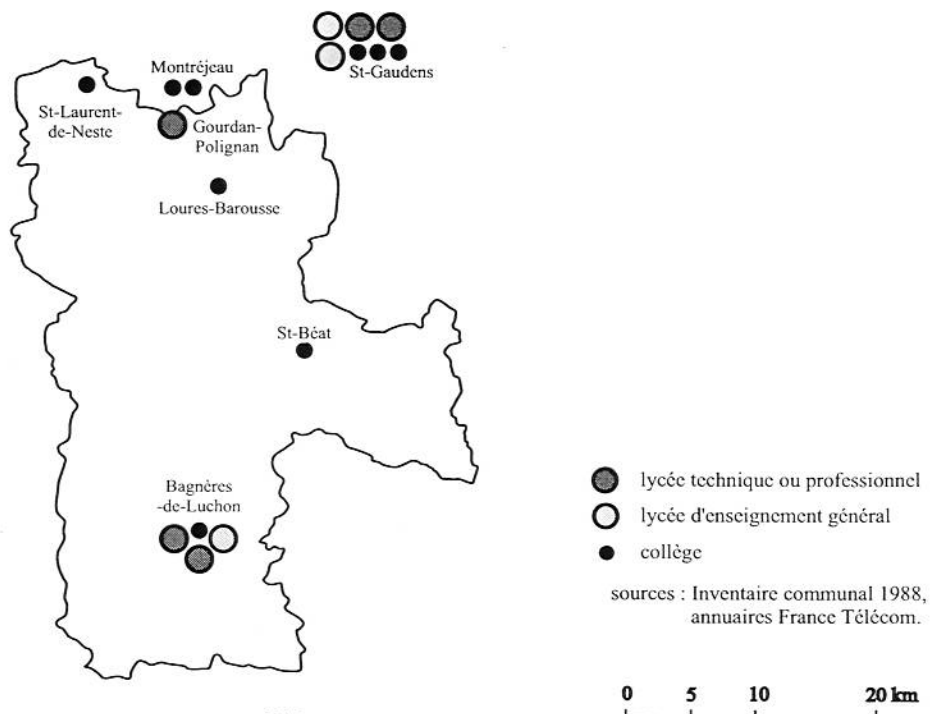 St-Gaudens
Montréjeau
St-Laurent-
de-Neste
Gourdan-
Polignan
Loures-Barousse
St-Béat
Bagnères
-de-Luchon
lycée technique ou professionnel
lycée d'enseignement général
collège
sources : Inventaire communal 1988,
annuaires France Télécom.
0 5 10 20 km